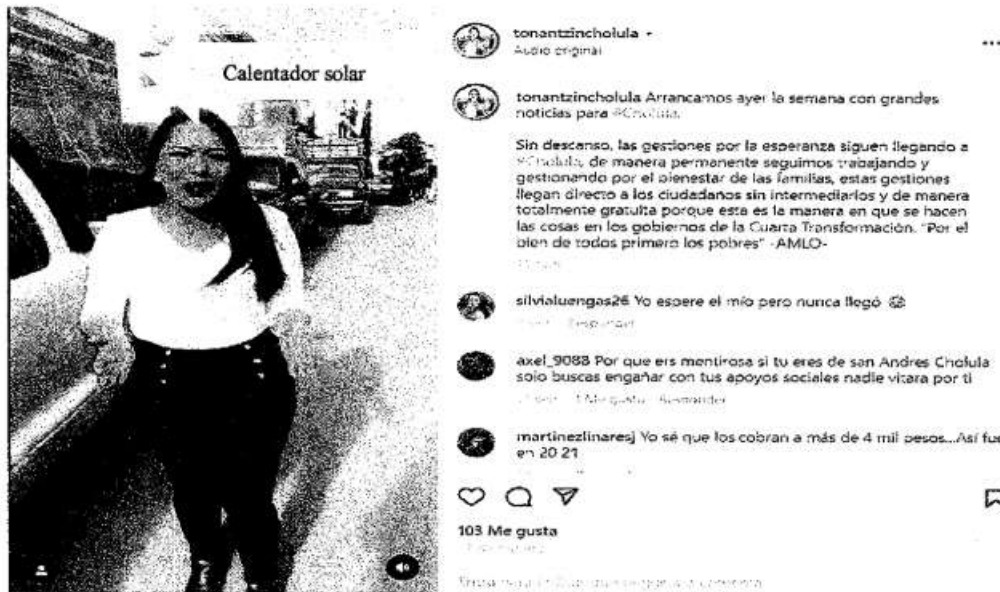 Calentador solar
tonantzincholula •
Audio original
tonantzincholula Arrancamos ayer la semana con grandes
noticias para #Cholula.
Sin descanso, las gestiones por la esperanza siguen llegando a
#Cholula, de manera permanente seguimos trabajando y
gestionando por el bienestar de las familias, estas gestiones
llegan directo a los ciudadanos sin intermediarios y de manera
totalmente gratuita porque esta es la manera en que se hacen
las cosas en los gobiernos de la Cuarta Transformación. "Por el
bien de todos primero los pobres" -AMLO-
silvialuengas26 Yo espere el mío pero nunca llegó
Responder
axel_9088 Por que ers mentirosa si tu eres de san Andres Cholula
solo buscas engañar con tus apoyos sociales nadie vitara por ti
1 Me gusta Responder
martinezlinaresj Yo sé que los cobran a más de 4 mil pesos...Así fue
en 20 21
103 Me gusta